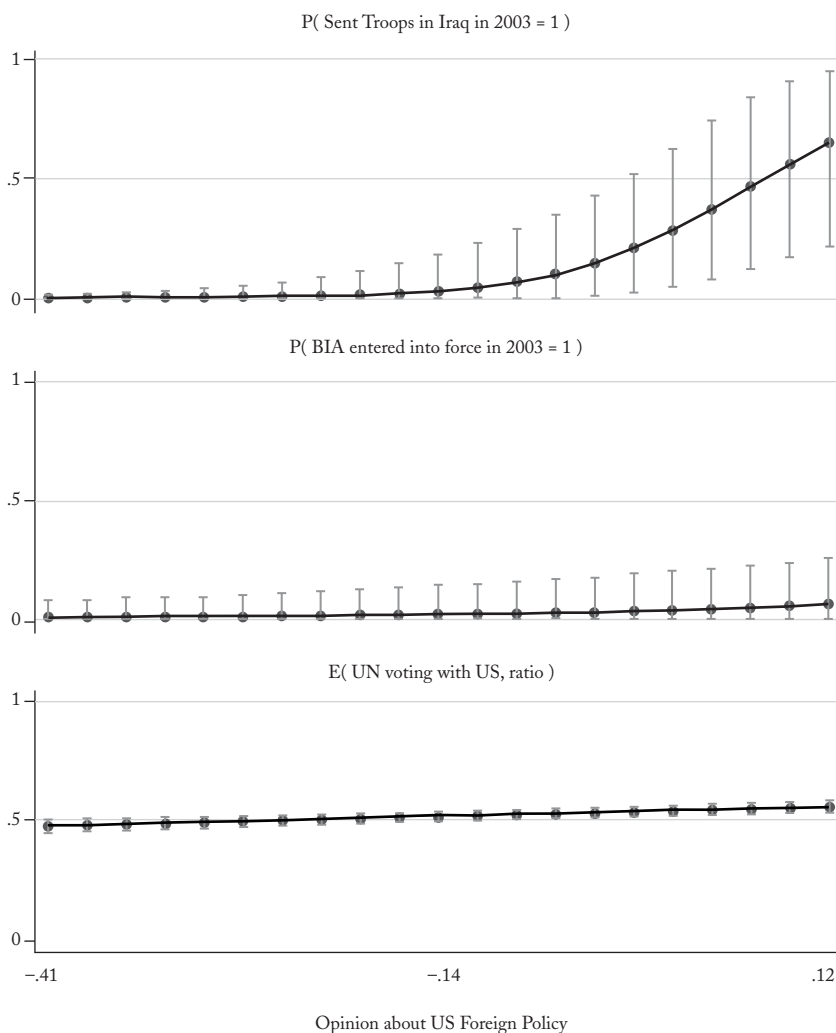 P( Sent Troops in Iraq in 2003 = 1 )
1
.5
0
P( BIA entered into force in 2003 = 1 )
1
.5
0
E( UN voting with US, ratio )
1
.5
0
−.41 −.14 .12
Opinion about US Foreign Policy